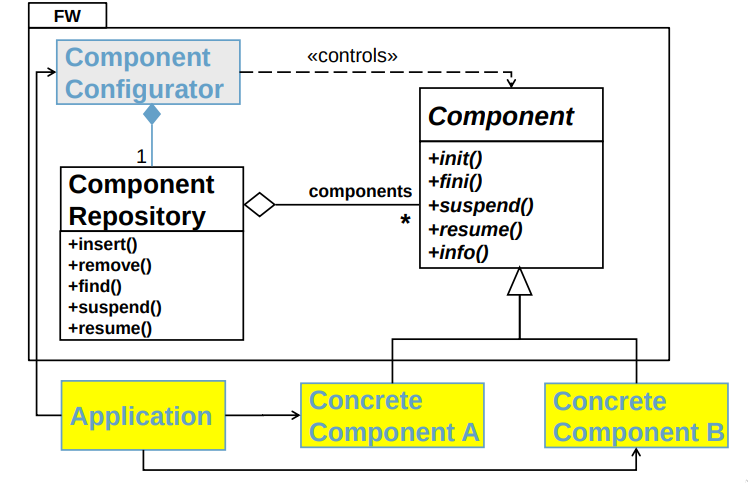 FW
Component
Configurator
«controls»
Component
+init()
+fini()
+suspend()
+resume()
+info()
1
Component
Repository
+insert()
+remove()
+find()
+suspend()
+resume()
components
*
Application
Concrete
Component A
Concrete
Component B